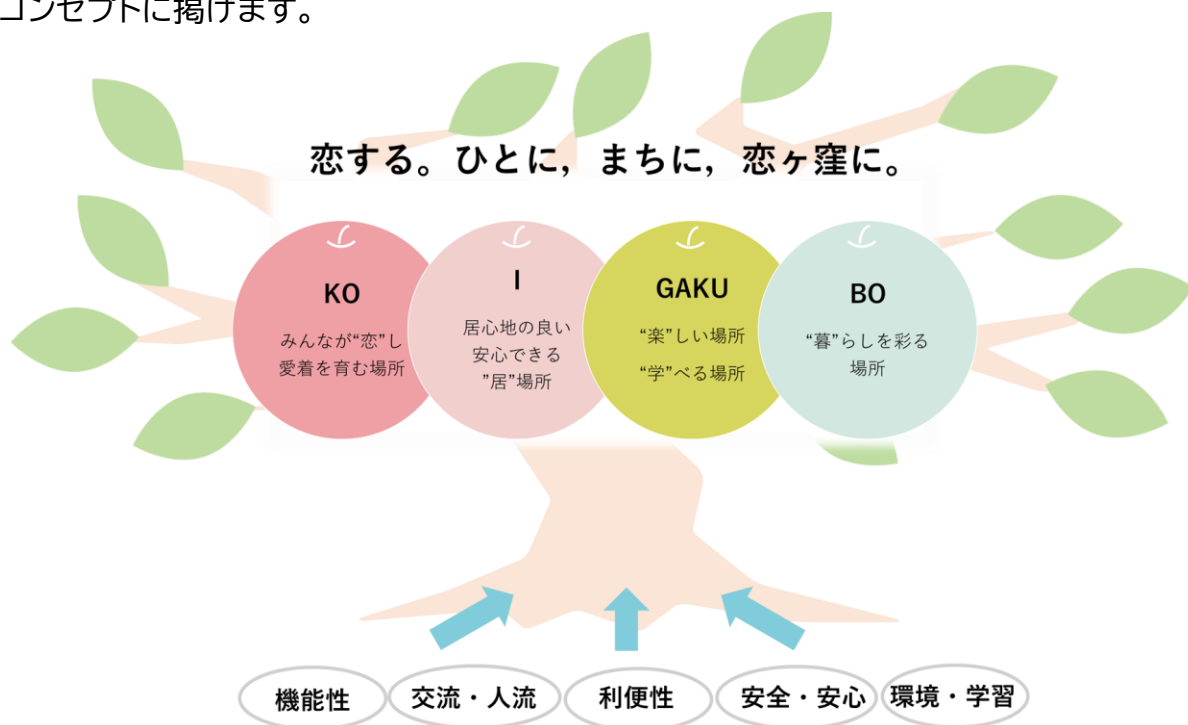 コンセプトに掲げます。
恋する。ひとに，まちに，恋ヶ窪に。
KO
みんなが“恋”し
愛着を育む場所
I
居心地の良い
安心できる
”居”場所
GAKU
“楽”しい場所
“学”べる場所
BO
“暮”らしを彩る
場所
機能性
交流・人流
利便性
安全・安心
環境・学習